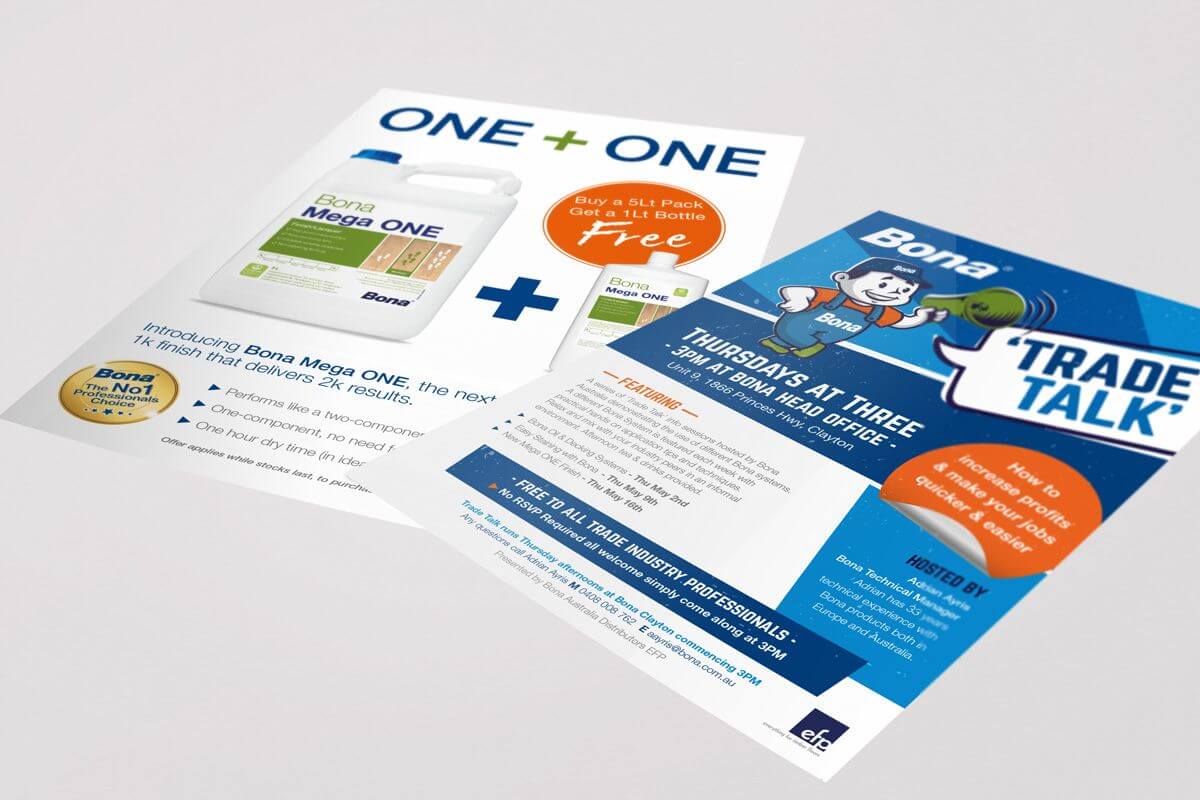 ONE + ONE
Bona
Mega ONE
Bona
Buy a 5Lt Pack
Get a 1Lt Bottle
Free
Bona
Mega ONE
Introducing Bona Mega ONE, the next
1k finish that delivers 2k results.
Bona®
The No1
Professionals
Choice
Performs like a two-component
One-component, no need f
One hour dry time (in idea
Offer applies while stocks last, to purcha
Bona®
Bona
Bona
'TRADE
TALK'
THURSDAYS AT THREE
- 3PM AT BONA HEAD OFFICE -
Unit 9, 1866 Princes Hwy, Clayton
How to
increase profits
& make your jobs
quicker & easier
— FEATURING —
A series of 'Trade Talk' info sessions hosted by Bona
Australia demonstrating the use of different Bona systems.
A different Bona System is featured each week with
practical hands on application tips and techniques.
Relax and mix with your industry peers in an informal
environment. Afternoon tea & drinks provided.
Bona Oil & Decking Systems - Thu May 2nd
Easy Staining with Bona - Thu May 9th
New Mega ONE Finish - Thu May 16th
- FREE TO ALL TRADE INDUSTRY PROFESSIONALS -
No RSVP Required all welcome simply come along at 3PM
HOSTED BY
Adrian Ayris
Bona Technical Manager
Adrian has 33 years
technical experience with
Bona products both in
Europe and Australia.
Trade Talk runs Thursday afternoons at Bona Clayton commencing 3PM
Any questions call Adrian Ayris M 0408 008 762 E aayris@bona.com.au
Presented by Bona Australia Distributors EFP
efp
everything for timber floors